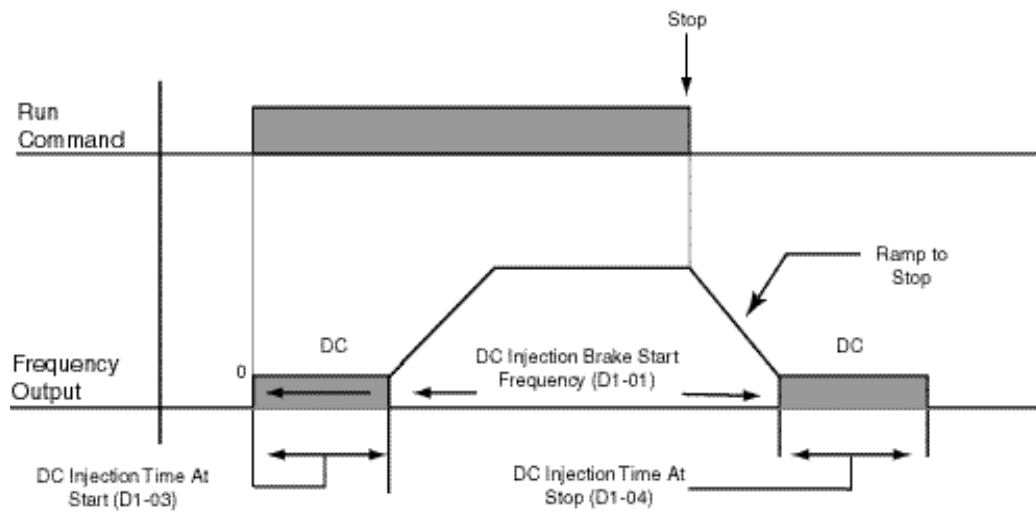 Stop
Run
Command
Ramp to
Stop
DC
DC Injection Brake Start
Frequency (D1-01)
DC
Frequency
Output
0
DC Injection Time At
Start (D1-03)
DC Injection Time At
Stop (D1-04)